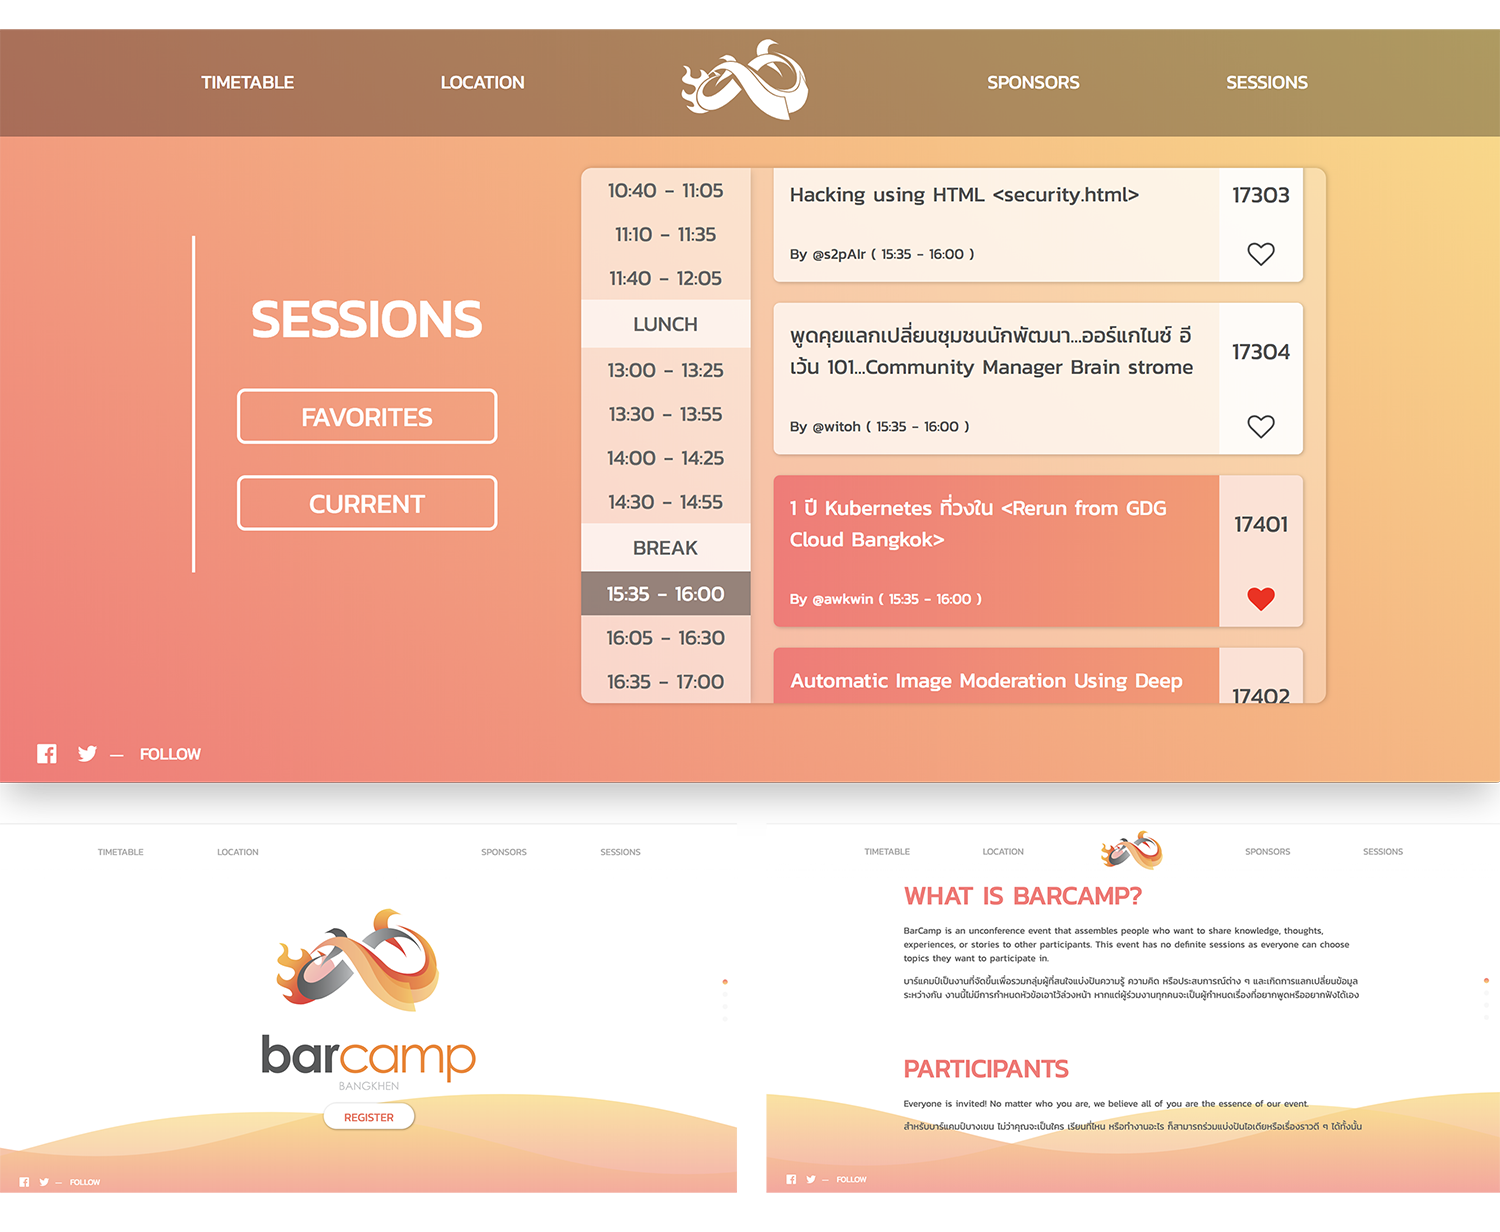 TIMETABLE
LOCATION
SPONSORS
SESSIONS
SESSIONS
FAVORITES
CURRENT
10:40 - 11:05
11:10 - 11:35
11:40 - 12:05
LUNCH
13:00 - 13:25
13:30 - 13:55
14:00 - 14:25
14:30 - 14:55
BREAK
15:35 - 16:00
16:05 - 16:30
16:35 - 17:00
Hacking using HTML <security.html>
By @s2pAIr ( 15:35 - 16:00 )
17303
พูดคุยแลกเปลี่ยนชุมชนนักพัฒนา...ออร์แกไนซ์ อี
เว้น 101...Community Manager Brain strome
By @witoh ( 15:35 - 16:00 )
17304
1 ปี Kubernetes ที่วงใน <Rerun from GDG
Cloud Bangkok>
By @awkwin ( 15:35 - 16:00 )
17401
Automatic Image Moderation Using Deep
17402
— FOLLOW
TIMETABLE
LOCATION
SPONSORS
SESSIONS
barcamp
BANGKHEN
REGISTER
— FOLLOW
TIMETABLE
LOCATION
SPONSORS
SESSIONS
WHAT IS BARCAMP?
BarCamp is an unconference event that assembles people who want to share knowledge, thoughts,
experiences, or stories to other participants. This event has no definite sessions as everyone can choose
topics they want to participate in.
บาร์แคมป์เป็นงานที่จัดขึ้นเพื่อรวมกลุ่มผู้ที่สนใจแบ่งปันความรู้ ความคิด หรือประสบการณ์ต่าง ๆ และเกิดการแลกเปลี่ยนข้อมูล
ระหว่างกัน งานนี้ไม่มีการกำหนดหัวข้อเอาไว้ล่วงหน้า หากแต่ผู้ร่วมงานทุกคนจะเป็นผู้กำหนดเรื่องที่อยากพูดหรืออยากฟังได้เอง
PARTICIPANTS
Everyone is invited! No matter who you are, we believe all of you are the essence of our event.
สำหรับบาร์แคมป์บางเขน ไม่ว่าคุณจะเป็นใคร เรียนที่ไหน หรือทำงานอะไร ก็สามารถร่วมแบ่งปันไอเดียหรือเรื่องราวดี ๆ ได้ทั้งนั้น
— FOLLOW